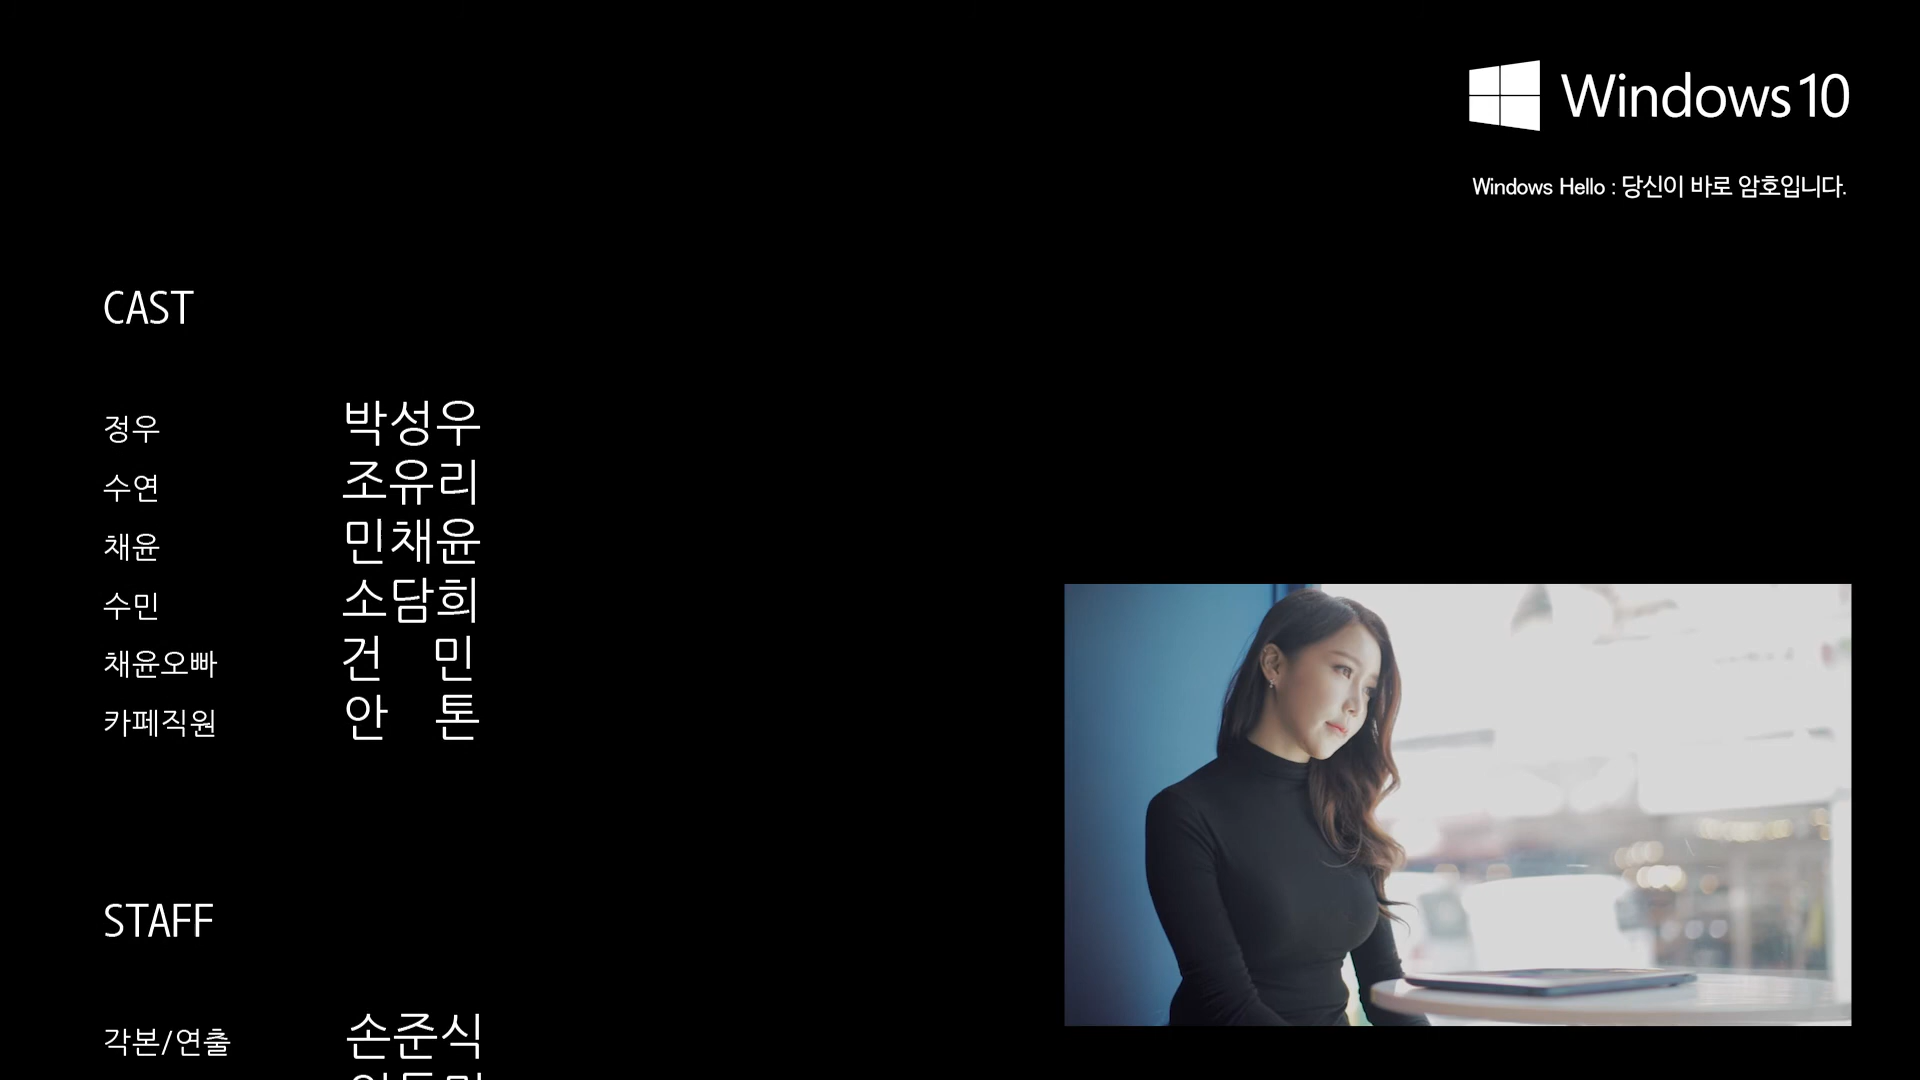 Windows 10
Windows Hello : 당신이 바로 암호입니다.
CAST
정우 박성우
수연 조유리
채윤 민채윤
수민 소담희
채윤오빠 건 민
카페직원 안 톤
STAFF
각본/연출 손준식